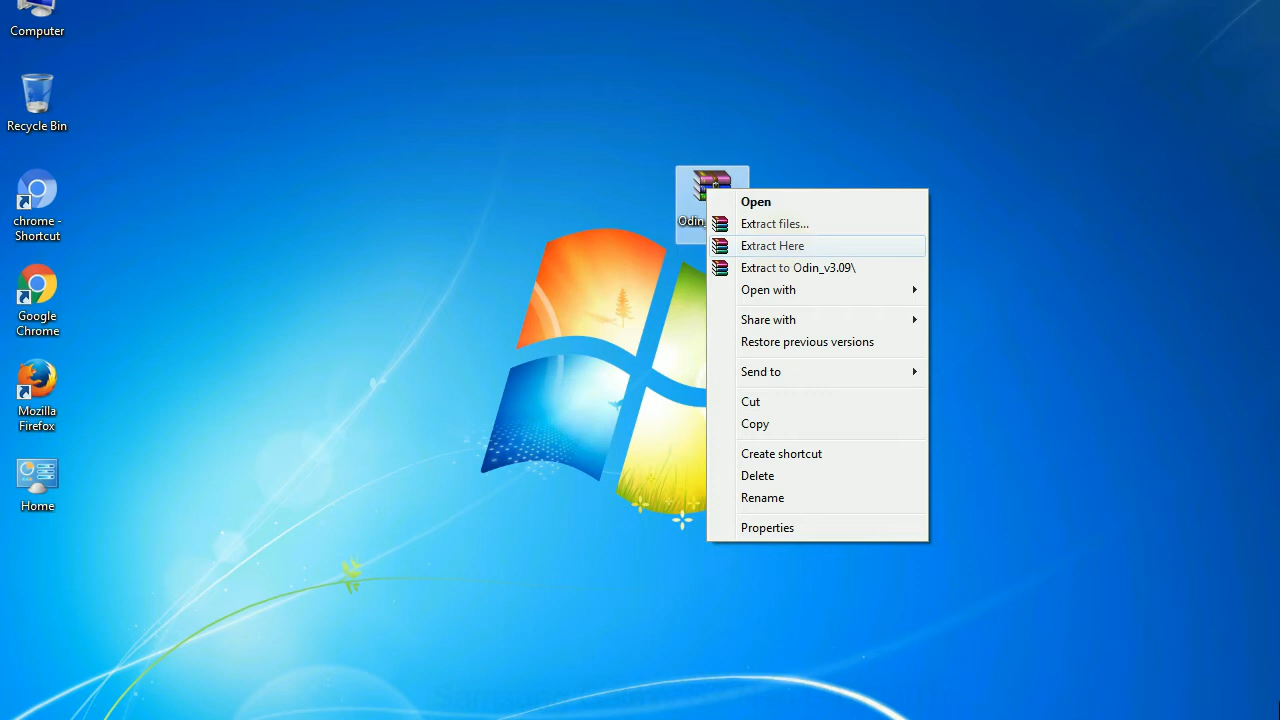 Computer
Recycle Bin
chrome -
Shortcut
Google
Chrome
Mozilla
Firefox
Home
Open
Extract files...
Extract Here
Extract to Odin_v3.09\
Open with
Share with
Restore previous versions
Send to
Cut
Copy
Create shortcut
Delete
Rename
Properties